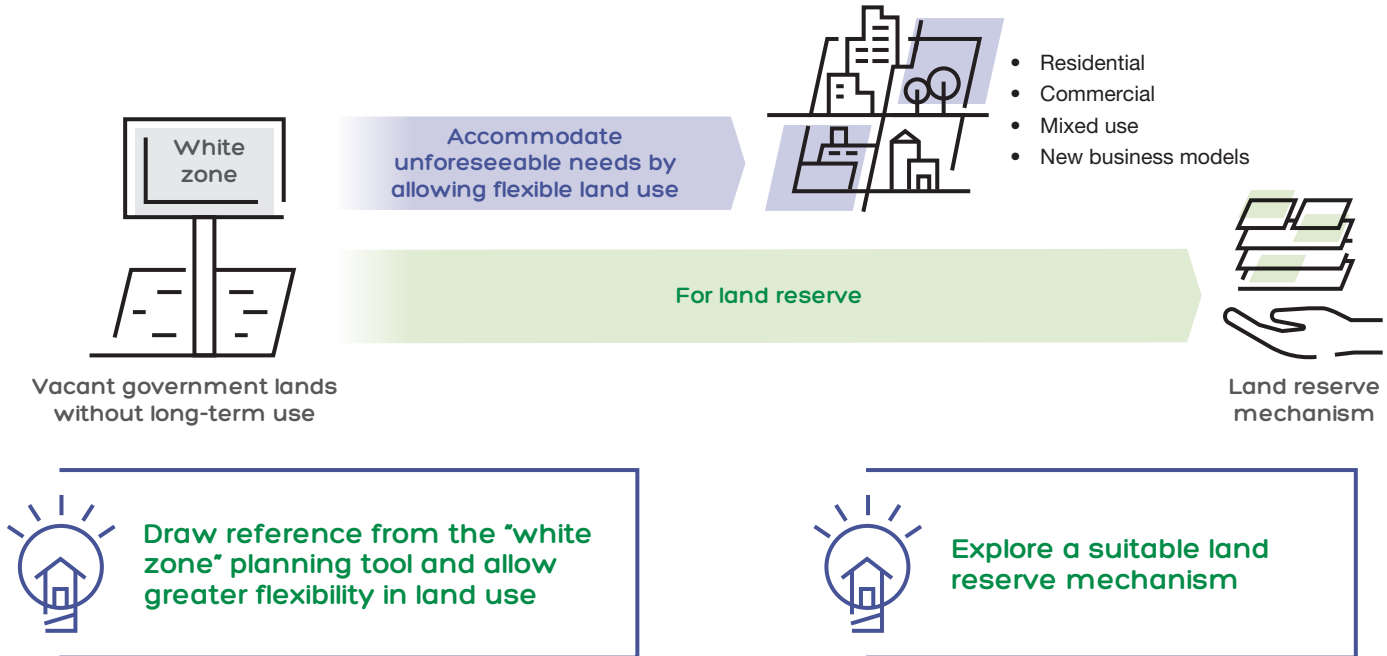 White
zone
Accommodate
unforeseeable needs by
allowing flexible land use
• Residential
• Commercial
• Mixed use
• New business models
For land reserve
Vacant government lands
without long-term use
Land reserve
mechanism
Draw reference from the “white
zone” planning tool and allow
greater flexibility in land use
Explore a suitable land
reserve mechanism